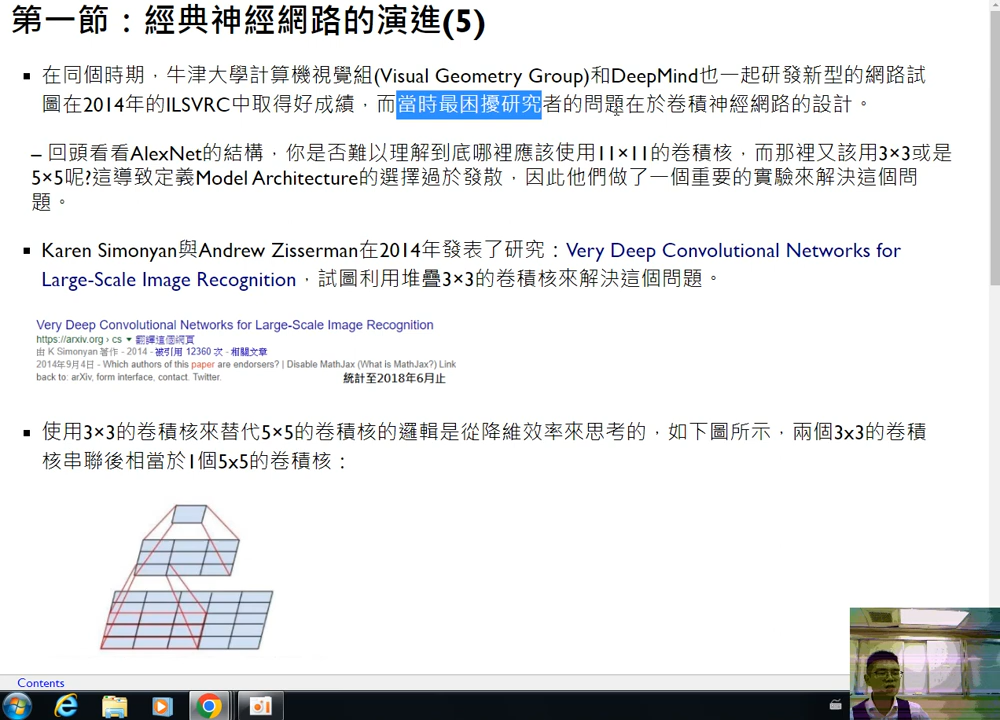 第一節：經典神經網路的演進(5)
▪ 在同個時期，牛津大學計算機視覺組(Visual Geometry Group)和DeepMind也一起研發新型的網路試
圖在2014年的ILSVRC中取得好成績，而當時最困擾研究者的問題在於卷積神經網路的設計。
– 回頭看看AlexNet的結構，你是否難以理解到底哪裡應該使用11×11的卷積核，而那裡又該用3×3或是
5×5呢?這導致定義Model Architecture的選擇過於發散，因此他們做了一個重要的實驗來解決這個問
題。
▪ Karen Simonyan與Andrew Zisserman在2014年發表了研究：Very Deep Convolutional Networks for
Large-Scale Image Recognition，試圖利用堆疊3×3的卷積核來解決這個問題。
Very Deep Convolutional Networks for Large-Scale Image Recognition
https://arxiv.org › cs ▾ 翻譯這個網頁
由 K Simonyan 著作 - 2014 - 被引用 12360 次 - 相關文章
2014年9月4日 - Which authors of this paper are endorsers? | Disable MathJax (What is MathJax?) Link
back to: arXiv, form interface, contact. Twitter.
統計至2018年6月止
▪ 使用3×3的卷積核來替代5×5的卷積核的邏輯是從降維效率來思考的，如下圖所示，兩個3x3的卷積
核串聯後相當於1個5x5的卷積核：
Contents